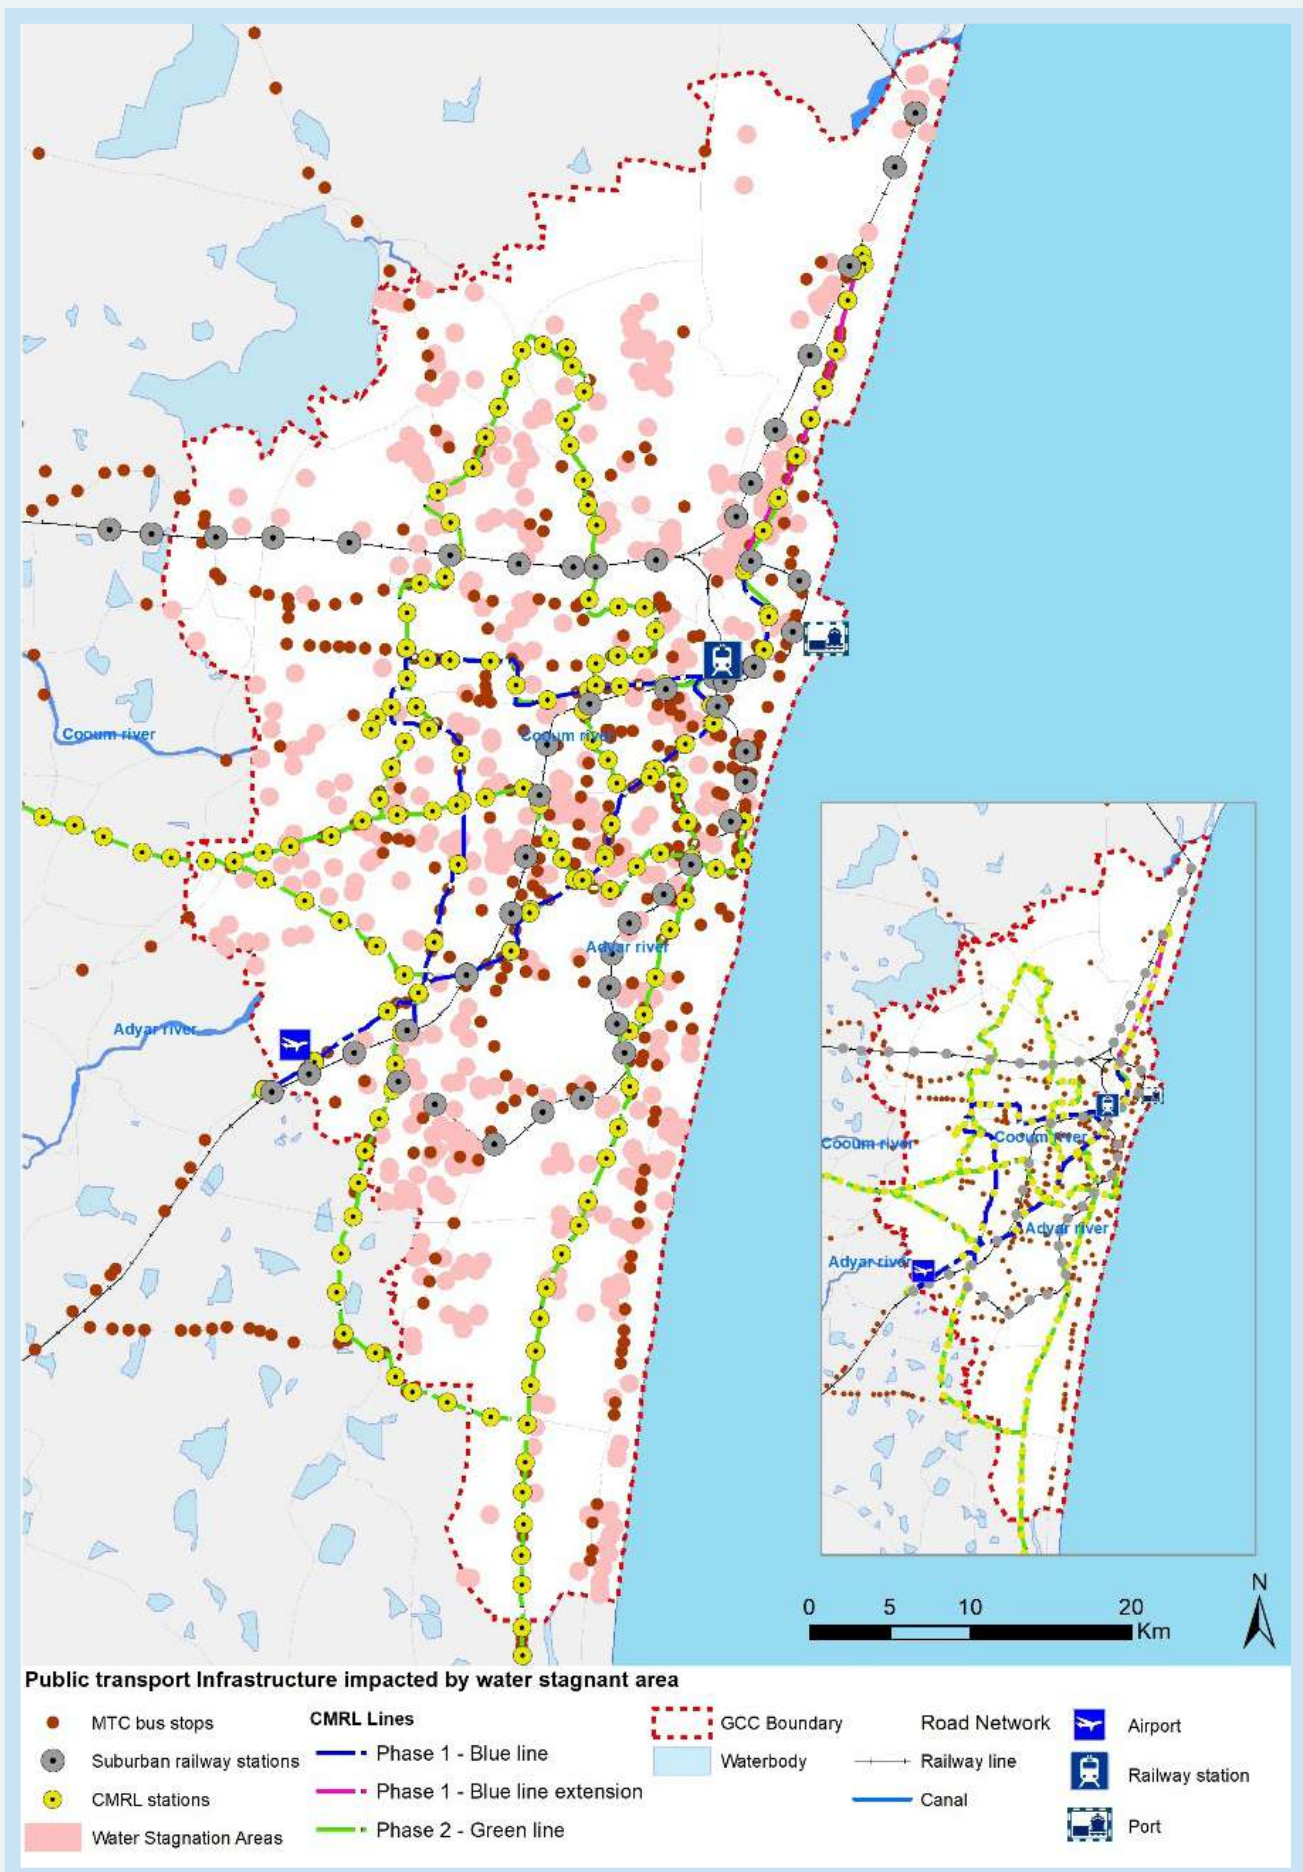 Cooum river
Cooum river
Adyar river
Adyar river
Cooum river
Cooum river
Adyar river
Adyar river
N
0 5 10 20
Km
Public transport Infrastructure impacted by water stagnant area
MTC bus stops
Suburban railway stations
CMRL stations
Water Stagnation Areas
CMRL Lines
Phase 1 - Blue line
Phase 1 - Blue line extension
Phase 2 - Green line
GCC Boundary
Waterbody
Road Network
Railway line
Canal
Airport
Railway station
Port